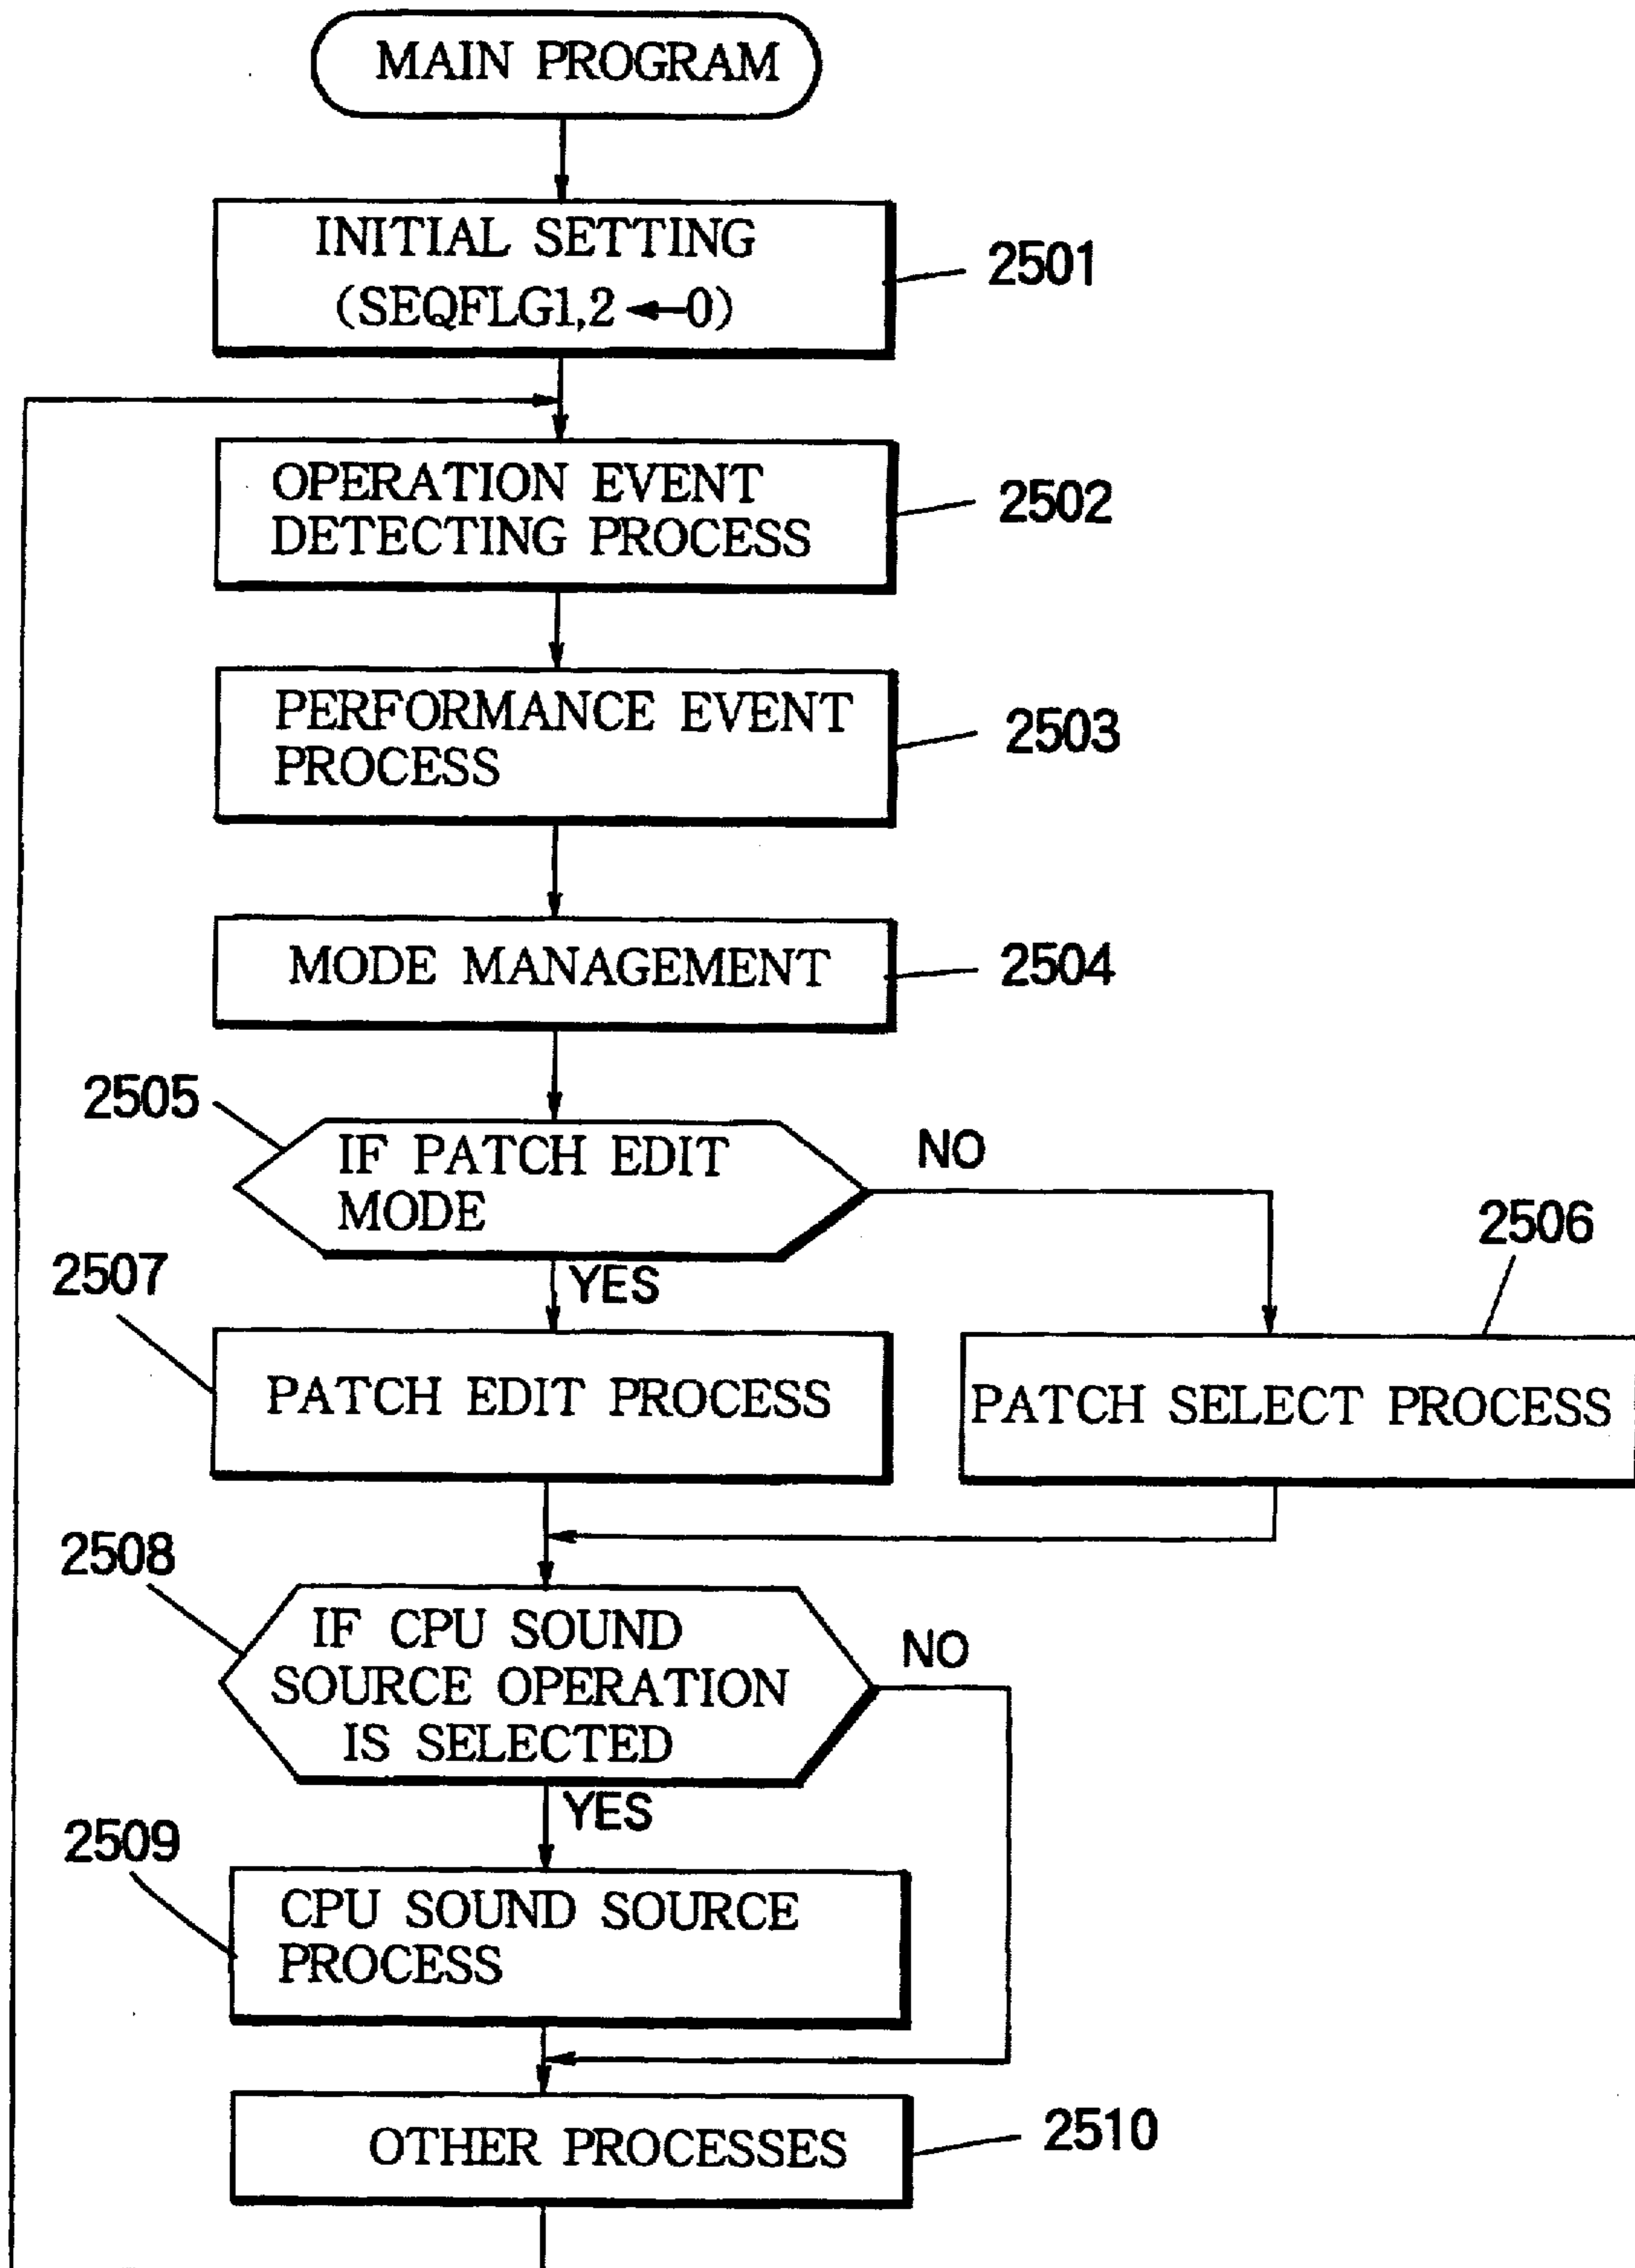 MAIN PROGRAM
INITIAL SETTING
(SEQFLG1,2 ←0)
2501
OPERATION EVENT
DETECTING PROCESS
2502
PERFORMANCE EVENT
PROCESS
2503
MODE MANAGEMENT
2504
2505
IF PATCH EDIT
MODE
NO
YES
2506
2507
PATCH EDIT PROCESS
PATCH SELECT PROCESS
2508
IF CPU SOUND
SOURCE OPERATION
IS SELECTED
NO
YES
2509
CPU SOUND SOURCE
PROCESS
OTHER PROCESSES
2510